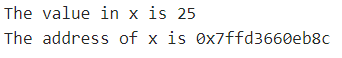 The value in x is 25
The address of x is 0x7ffd3660eb8c